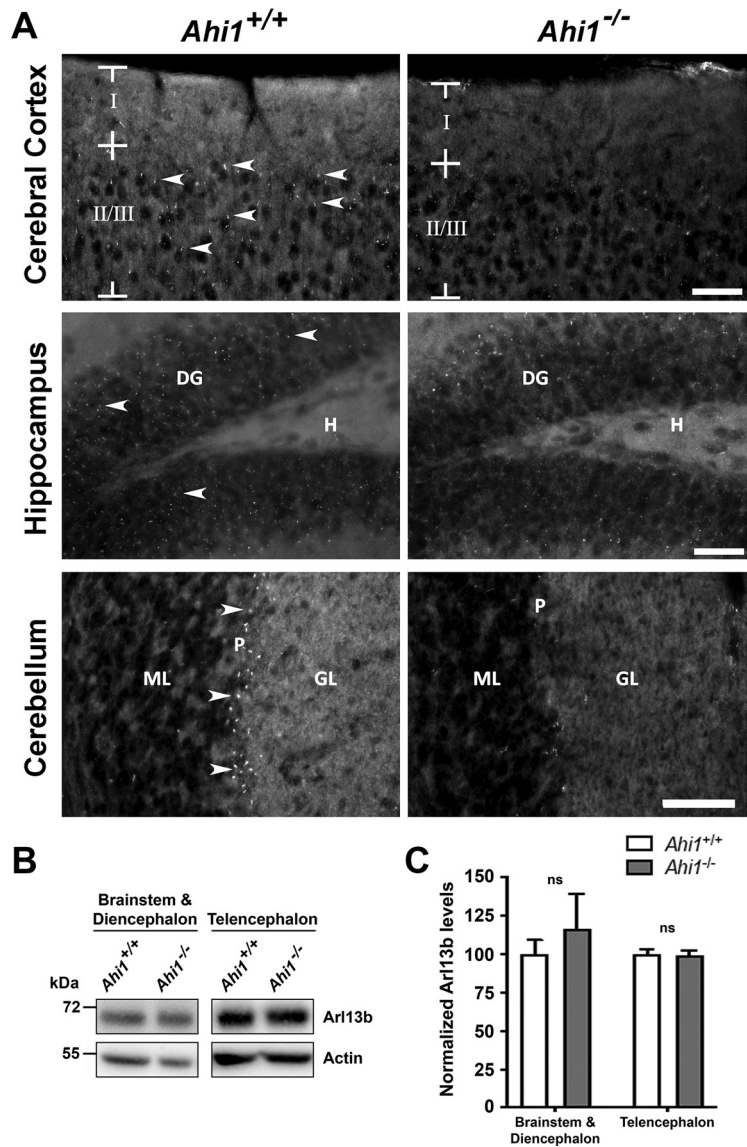 A
Ahi1+/+
Ahi1-/-
Cerebral Cortex
I
II/III
I
II/III
Hippocampus
DG
H
DG
H
Cerebellum
ML
P
GL
ML
P
GL
B
Brainstem &
Diencephalon
Telencephalon
Ahi1+/+
Ahi1-/-
Ahi1+/+
Ahi1-/-
kDa
72
Arl13b
55
Actin
C
Ahi1+/+
Ahi1-/-
Normalized Arl13b levels
150
125
100
75
50
25
0
ns
ns
Brainstem &
Diencephalon
Telencephalon